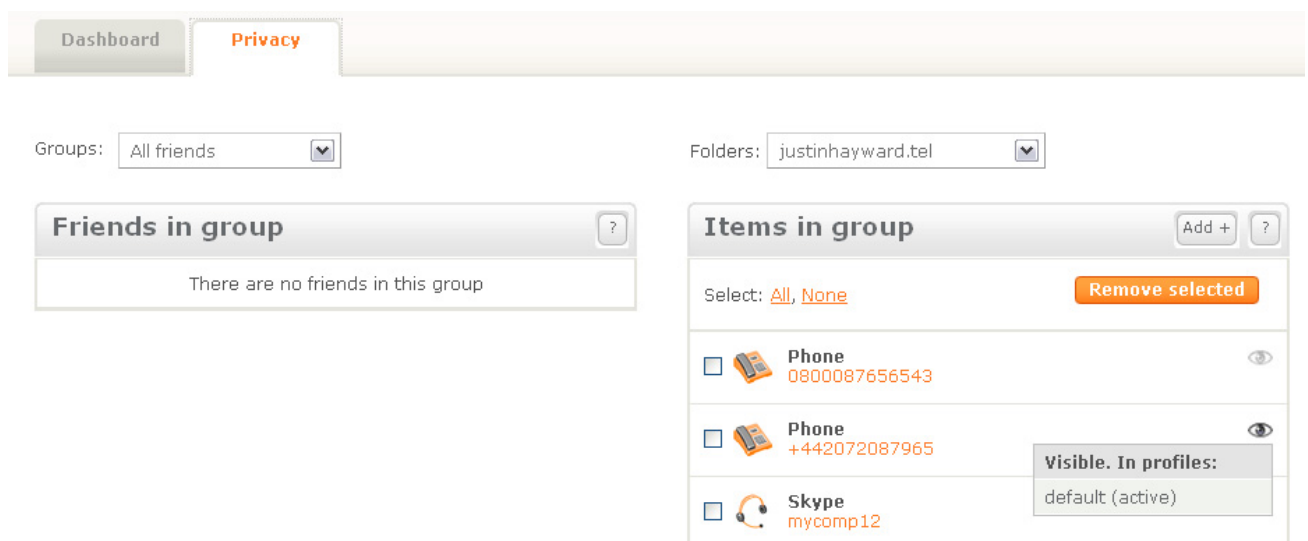 Dashboard Privacy
Groups: All friends
Folders: justinhayward.tel
Friends in group ?
There are no friends in this group
Items in group Add + ?
Select: All, None Remove selected
Phone
0800087656543
Phone
+442072087965
Visible. In profiles:
default (active)
Skype
mycomp12